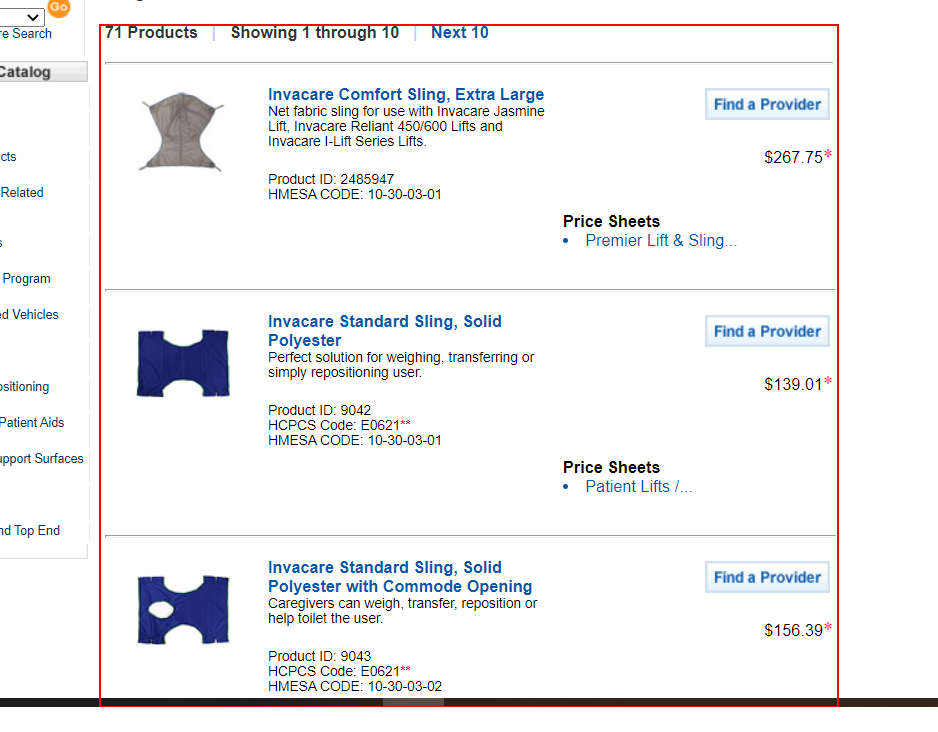 Go
re Search
Catalog
cts
Related
s
Program
ed Vehicles
ositioning
Patient Aids
upport Surfaces
nd Top End
71 Products | Showing 1 through 10 | Next 10
Invacare Comfort Sling, Extra Large
Net fabric sling for use with Invacare Jasmine
Lift, Invacare Reliant 450/600 Lifts and
Invacare I-Lift Series Lifts.
Product ID: 2485947
HMESA CODE: 10-30-03-01
Find a Provider
$267.75*
Price Sheets
• Premier Lift & Sling...
Invacare Standard Sling, Solid
Polyester
Perfect solution for weighing, transferring or
simply repositioning user.
Product ID: 9042
HCPCS Code: E0621**
HMESA CODE: 10-30-03-01
Find a Provider
$139.01*
Price Sheets
• Patient Lifts /...
Invacare Standard Sling, Solid
Polyester with Commode Opening
Caregivers can weigh, transfer, reposition or
help toilet the user.
Product ID: 9043
HCPCS Code: E0621**
HMESA CODE: 10-30-03-02
Find a Provider
$156.39*